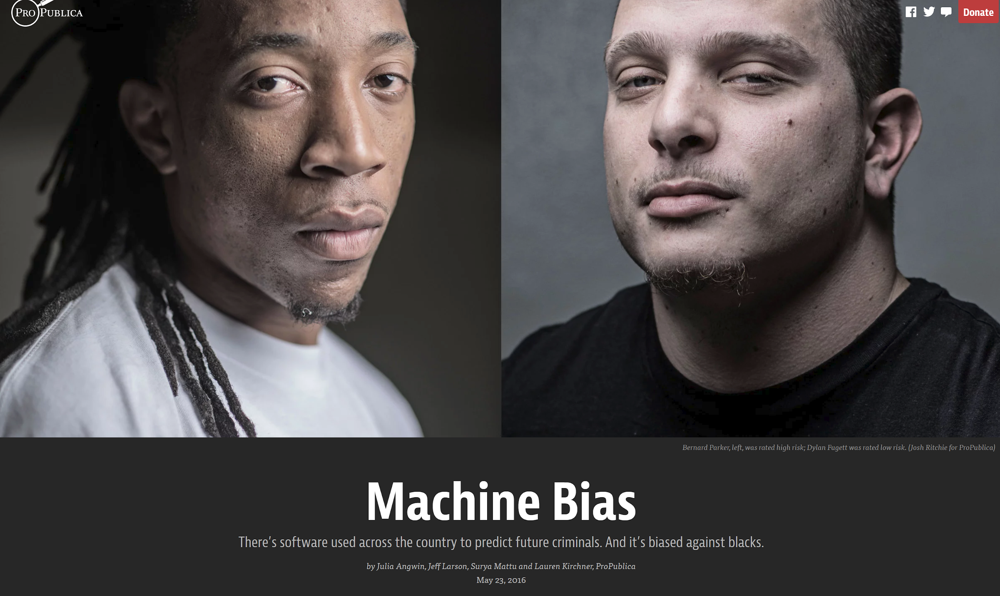 PROPUBLICA
Donate
Bernard Parker, left, was rated high risk; Dylan Fugett was rated low risk. (Josh Ritchie for ProPublica)
Machine Bias
There’s software used across the country to predict future criminals. And it’s biased against blacks.
by Julia Angwin, Jeff Larson, Surya Mattu and Lauren Kirchner, ProPublica
May 23, 2016